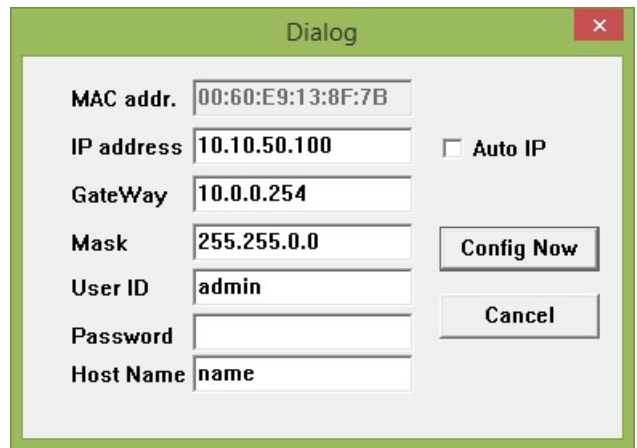 Dialog
MAC addr. 00:60:E9:13:8F:7B
IP address 10.10.50.100 Auto IP
GateWay 10.0.0.254
Mask 255.255.0.0 Config Now
User ID admin
Cancel
Password
Host Name name